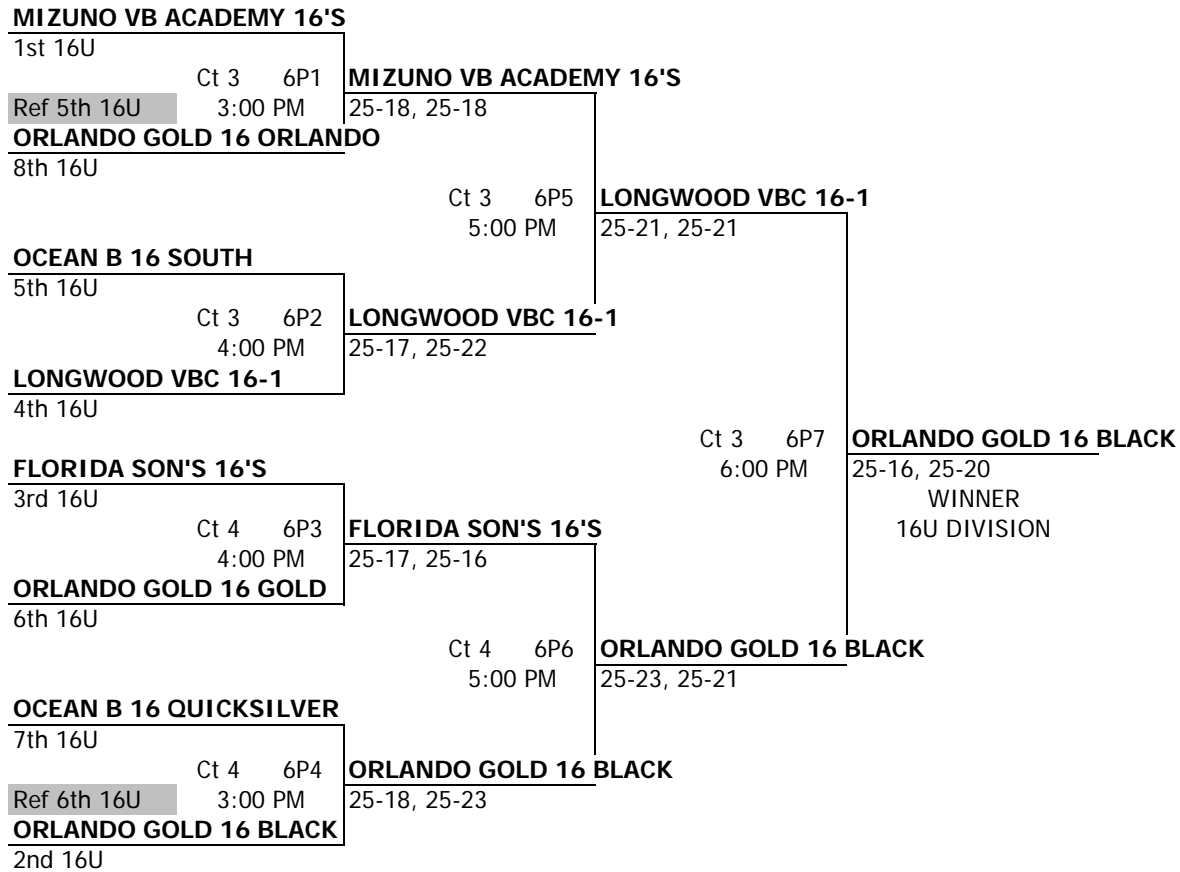 MIZUNO VB ACADEMY 16'S
1st 16U
Ct 3 6P1 MIZUNO VB ACADEMY 16'S
Ref 5th 16U 3:00 PM 25-18, 25-18
ORLANDO GOLD 16 ORLANDO
8th 16U
Ct 3 6P5 LONGWOOD VBC 16-1
5:00 PM 25-21, 25-21
OCEAN B 16 SOUTH
5th 16U
Ct 3 6P2 LONGWOOD VBC 16-1
4:00 PM 25-17, 25-22
LONGWOOD VBC 16-1
4th 16U
Ct 3 6P7 ORLANDO GOLD 16 BLACK
FLORIDA SON'S 16'S 6:00 PM 25-16, 25-20
3rd 16U WINNER
Ct 4 6P3 FLORIDA SON'S 16'S 16U DIVISION
4:00 PM 25-17, 25-16
ORLANDO GOLD 16 GOLD
6th 16U
Ct 4 6P6 ORLANDO GOLD 16 BLACK
5:00 PM 25-23, 25-21
OCEAN B 16 QUICKSILVER
7th 16U
Ct 4 6P4 ORLANDO GOLD 16 BLACK
Ref 6th 16U 3:00 PM 25-18, 25-23
ORLANDO GOLD 16 BLACK
2nd 16U